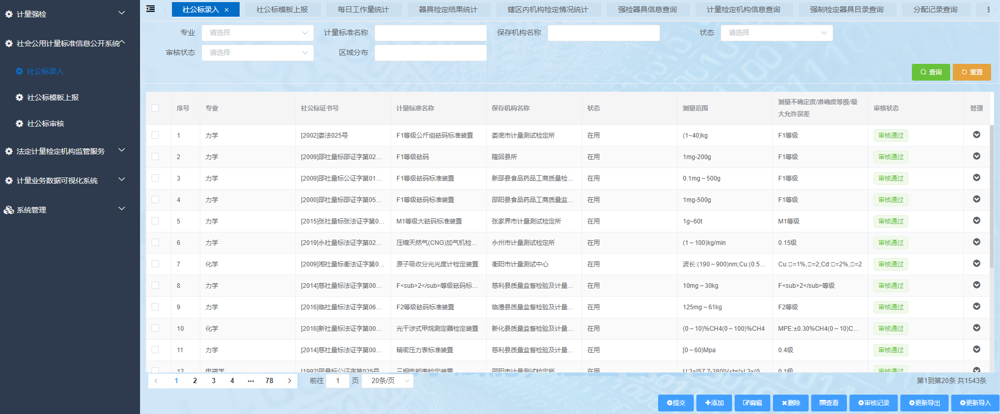 计量强检
社会公用计量标准信息公开系统
社公标录入
社公标模板上报
社公标审核
法定计量检定机构监管服务
计量业务数据可视化系统
系统管理
社公标录入 × 社公标模板上报 每日工作量统计 器具检定结果统计 辖区内机构检定情况统计 强检器具信息查询 计量检定机构信息查询 强制检定器具目录查询 分配记录查询
专业 请选择 计量标准名称 保存机构名称 状态 请选择
审核状态 请选择 区域分布
查询 重置
序号 专业 社公标证书号 计量标准名称 保存机构名称 状态 测量范围 测量不确定度/准确度等级/最大允许误差 审核状态 管理
1 力学 [2002]娄法025号 F1等级公斤组砝码标准装置 娄底市计量测试检定所 在用 (1~40)kg F1等级 审核通过
2 力学 [2009]邵社量标邵证字第02... F1等级砝码 隆回县所 在用 1mg-200g F1等级 审核通过
3 力学 [2009]邵社量标公证字第01... F1等级砝码标准装置 新邵县食品药品工商质量检... 在用 0.1mg～500g F1等级 审核通过
4 力学 [2000]邵社量标邵证字第05... F1等级砝码标准装置 邵阳县食品药品工商质量监... 在用 1mg-500g F1等级 审核通过
5 力学 [2015]张社量标张法证字第0... M1等级大砝码标准装置 张家界市计量测试检定所 在用 1g~60t M1等级 审核通过
6 力学 [2019]永社量标法证字第02... 压缩天然气(CNG)加气机检... 永州市计量测试检定所 在用 (1～100)kg/min 0.15级 审核通过
7 化学 [2009]湘社量标衡法证字第0... 原子吸收分光光度计检定装置 衡阳市计量测试中心 在用 波长:(190～900)nm;Cu:(0.5... Cu:□=1%,□=2;Cd:□=2%,□=2 审核通过
8 力学 [2014]慈社量标法证字第00... F<sub>2</sub>等级砝码标... 慈利县质量监督检验及计量... 在用 10mg～30kg F<sub>2</sub>等级 审核通过
9 力学 [2016]临社量标法证字第06... F2等级砝码标准装置 临澧县质量监督检验及计量... 在用 125mg～61kg F2等级 审核通过
10 化学 [2016]新社量标法证字第00... 光干涉式甲烷测定器检定装置 新化县质量监督检验及计量... 在用 (0～10)%CH4(0～100)%CH4 MPE:±0.30%CH4(0～10)C... 审核通过
11 力学 [2014]慈社量标法证字第00... 精密压力表标准装置 慈利县质量监督检验及计量... 在用 [0～60)Mpa 0.4级 审核通过
12 电磁学 [1992]邵量标公证字第025号 三相电能表检定装置 邵阳市计量测试检定所 在用 U:3×[57.7-380]V<br/>I:3×(0... 0.1级 审核通过
1 2 3 4 ••• 78 前往 1 页 20条/页 第1到第20条 共1543条
提交 添加 编辑 删除 查看 审核记录 更新导出 更新导入